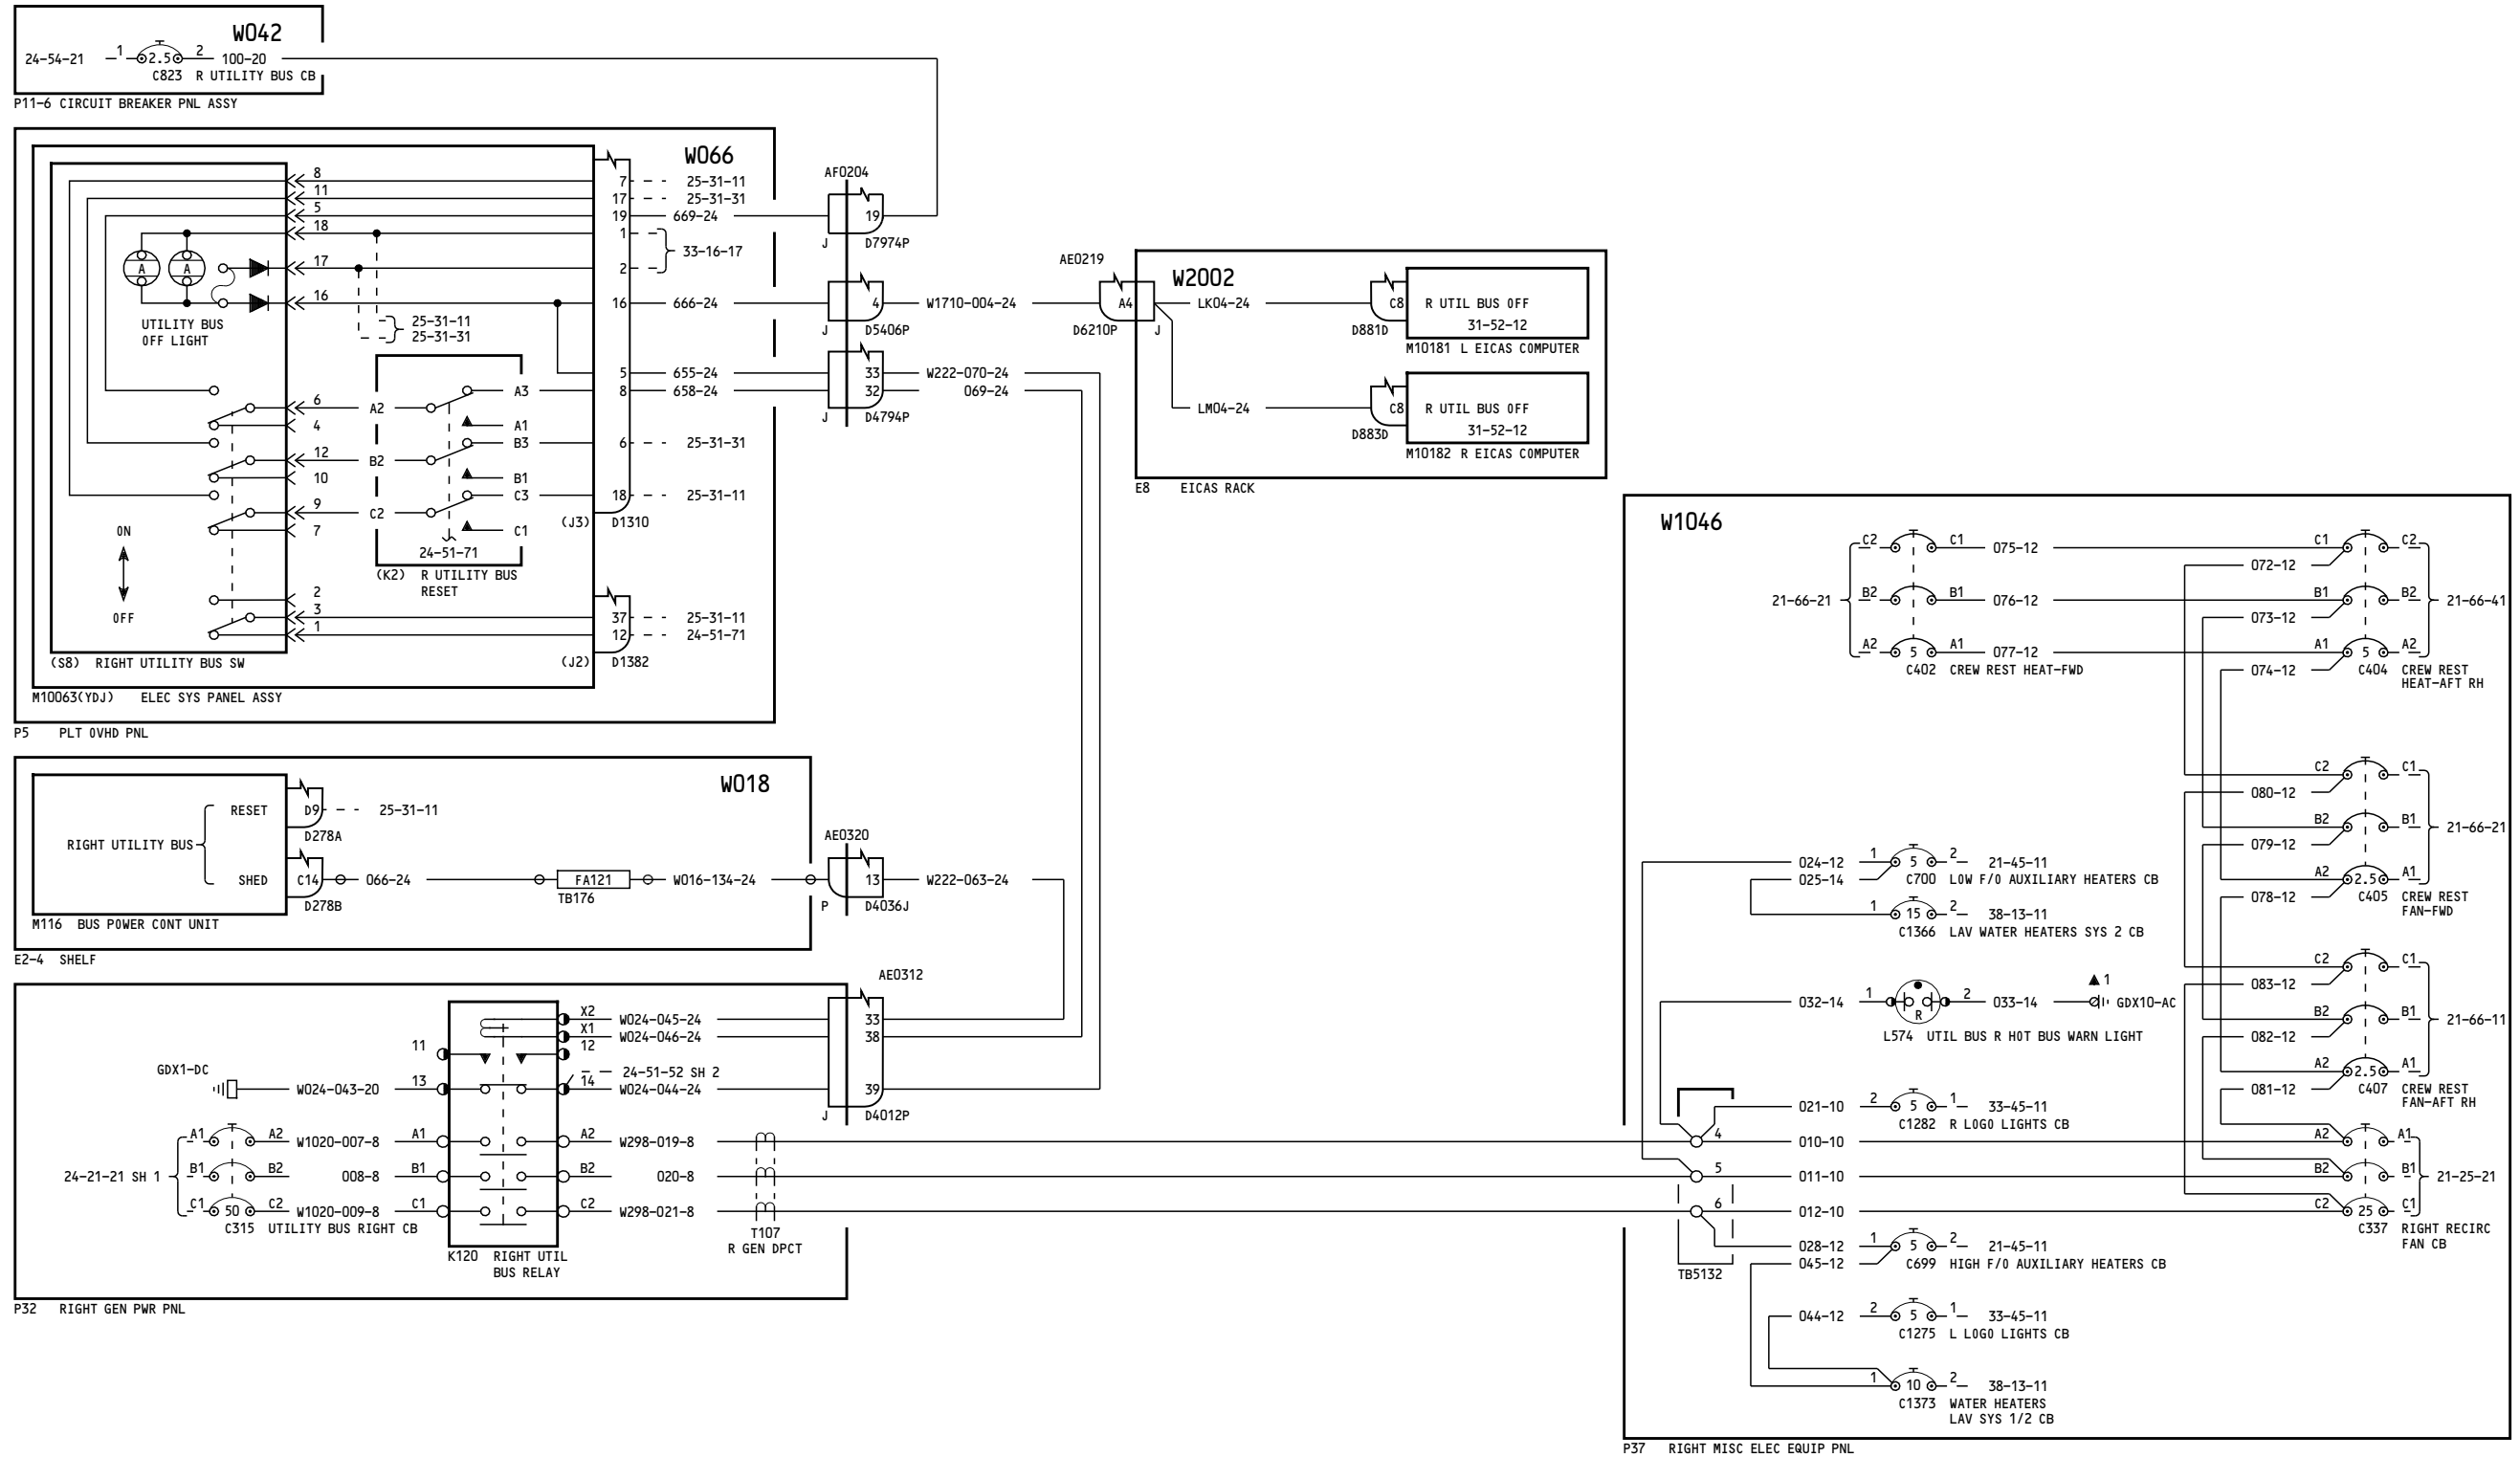 W042
24-54-21 1 2.5 2 100-20
C823 R UTILITY BUS CB
P11-6 CIRCUIT BREAKER PNL ASSY
W066
8 7 25-31-11
11 17 25-31-31
5 19 669-24
18 1
33-16-17
A A 17 2
16 16 666-24
UTILITY BUS
OFF LIGHT
25-31-11
25-31-31
5 655-24
A3 8 658-24
6 A2
4 A1
B3 6 25-31-31
12 B2
10 B1
C3 18 25-31-11
9 C2
(J3) D1310
7 C1
ON
OFF
24-51-71
(K2) R UTILITY BUS
RESET
2
3 37 25-31-11
1 12 24-51-71
(S8) RIGHT UTILITY BUS SW
(J2) D1382
M10063(YDJ) ELEC SYS PANEL ASSY
P5 PLT OVHD PNL
AF0204
19
J D7974P
4 W1710-004-24
J D5406P
33 W222-070-24
32 069-24
J D4794P
AE0219
W2002
A4 LK04-24 C8 R UTIL BUS OFF
D6210P J D881D 31-52-12
M10181 L EICAS COMPUTER
LM04-24 C8 R UTIL BUS OFF
D883D 31-52-12
M10182 R EICAS COMPUTER
E8 EICAS RACK
W018
RESET D9 25-31-11
D278A
RIGHT UTILITY BUS
SHED C14 066-24 FA121 W016-134-24
D278B TB176
M116 BUS POWER CONT UNIT
E2-4 SHELF
AE0320
13 W222-063-24
P D4036J
AE0312
X2 W024-045-24 33
X1 W024-046-24 38
11 12
GDX1-DC
24-51-52 SH 2
W024-043-20 13 14 W024-044-24 39
J D4012P
A1 A2 W1020-007-8 A1 A2 W298-019-8
24-21-21 SH 1 B1 B2 008-8 B1 B2 020-8
C1 50 C2 W1020-009-8 C1 C2 W298-021-8
C315 UTILITY BUS RIGHT CB
T107
R GEN DPCT
K120 RIGHT UTIL
BUS RELAY
P32 RIGHT GEN PWR PNL
W1046
C2 C1 075-12 C1 C2
072-12
21-66-21 B2 B1 076-12 B1 B2 21-66-41
073-12
A2 5 A1 077-12 A1 5 A2
C402 CREW REST HEAT-FWD
074-12 C404 CREW REST
HEAT-AFT RH
C2 C1
080-12
B2 B1 21-66-21
079-12
A2 2.5 A1
078-12 C405 CREW REST
FAN-FWD
024-12 1 5 2 21-45-11
025-14 C700 LOW F/O AUXILIARY HEATERS CB
1 15 2 38-13-11
C1366 LAV WATER HEATERS SYS 2 CB
C2 C1
083-12
B2 B1 21-66-11
082-12
A2 2.5 A1
081-12 C407 CREW REST
FAN-AFT RH
1
032-14 1 R 2 033-14 GDX10-AC
L574 UTIL BUS R HOT BUS WARN LIGHT
021-10 2 5 1 33-45-11
C1282 R LOGO LIGHTS CB
4 010-10 A2 A1
5 011-10 B2 B1 21-25-21
6 012-10 C2 25 C1
C337 RIGHT RECIRC
FAN CB
028-12 1 5 2 21-45-11
045-12 C699 HIGH F/O AUXILIARY HEATERS CB
TB5132
044-12 2 5 1 33-45-11
C1275 L LOGO LIGHTS CB
1 10 2 38-13-11
C1373 WATER HEATERS
LAV SYS 1/2 CB
P37 RIGHT MISC ELEC EQUIP PNL